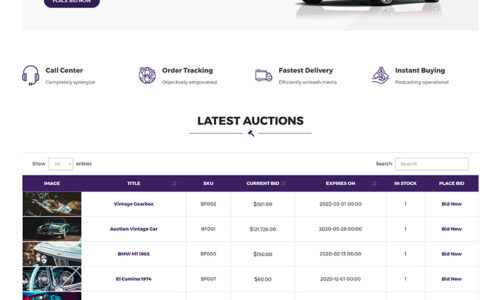 PLACE BID NOW
Call Center
Completely synergise
Order Tracking
Objectively empowered
Fastest Delivery
Efficiently unleash media
Instant Buying
Podcasting operational
LATEST AUCTIONS
Show 10 entries Search: Search
IMAGE TITLE SKU CURRENT BID EXPIRES ON IN STOCK PLACE BID
Vintage Gearbox BF002 $501.00 2020-03-01 00:00 1 Bid Now
Auction Vintage Car BF001 $121,726.00 2020-05-28 00:00 1 Bid Now
BMW M1 1965 BF005 $150.00 2020-02-13 00:00 1 Bid Now
El Camino 1974 BF007 $60.00 2020-12-01 00:00 1 Bid Now